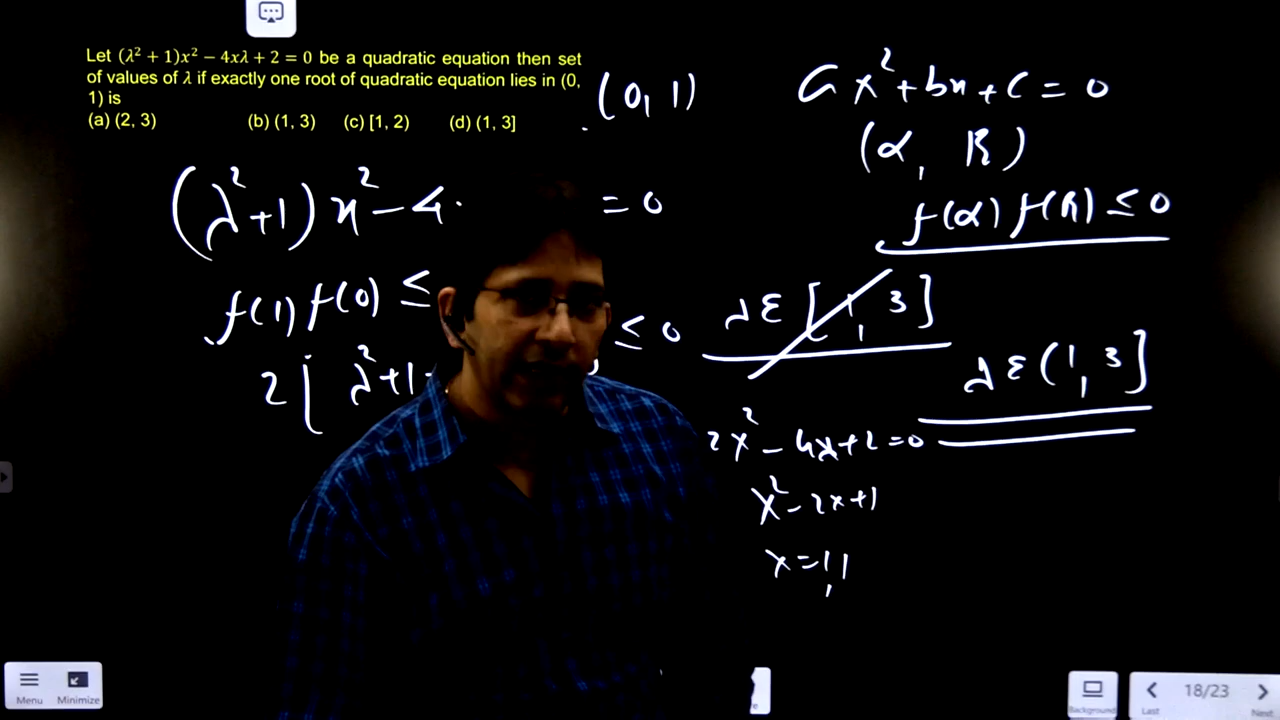 Let (λ² + 1)x² − 4xλ + 2 = 0 be a quadratic equation then set
of values of λ if exactly one root of quadratic equation lies in (0,
1) is
(a) (2, 3) (b) (1, 3) (c) [1, 2) (d) (1, 3]
(0, 1)
ax² + bx + c = 0
(α, k)
f(α) f(k) ≤ 0
(λ²+1) x² − 4 = 0
f(1) f(0) ≤
≤ 0
2 [ λ²+1
λ ε [1, 3]
λ ε (1, 3]
2x² − 4x + 2 = 0
x² − 2x + 1
x = 1, 1
Menu
Minimize
Background
Last
18/23
Next